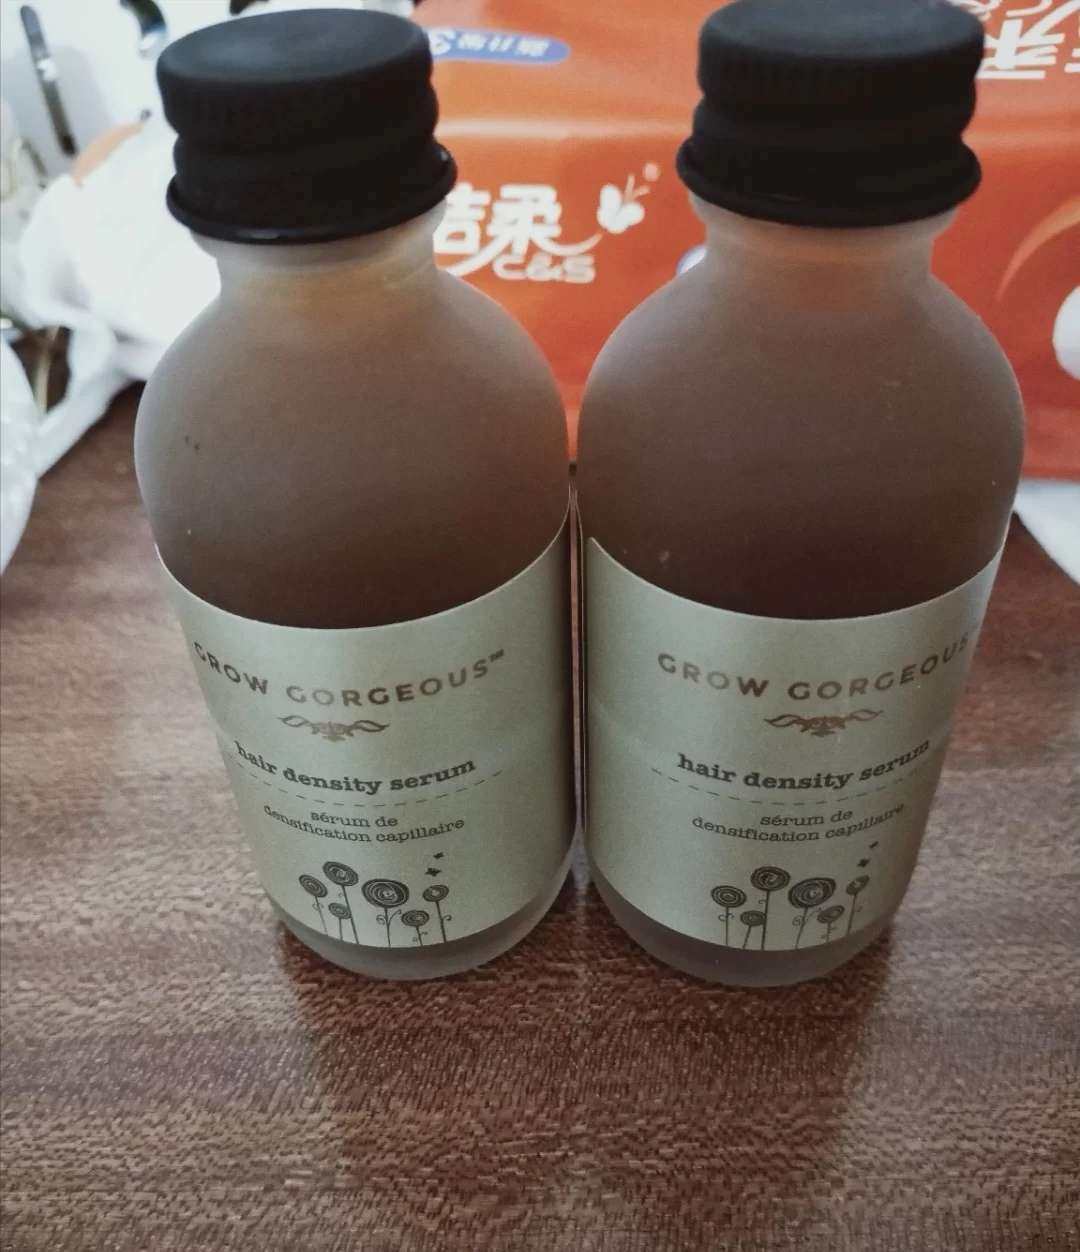 洁柔
C&S
GROW GORGEOUS™
hair density serum
sérum de
densification capillaire
GROW GORGEOUS
hair density serum
sérum de
densification capillaire